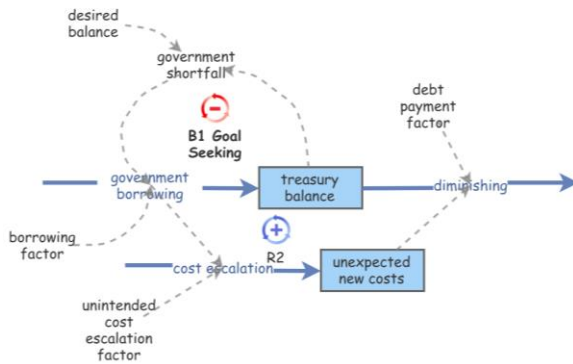 desired
balance
government
shortfall
B1 Goal
Seeking
debt
payment
factor
government
borrowing
treasury
balance
diminishing
borrowing
factor
cost escalation
R2
unexpected
new costs
unintended
cost
escalation
factor